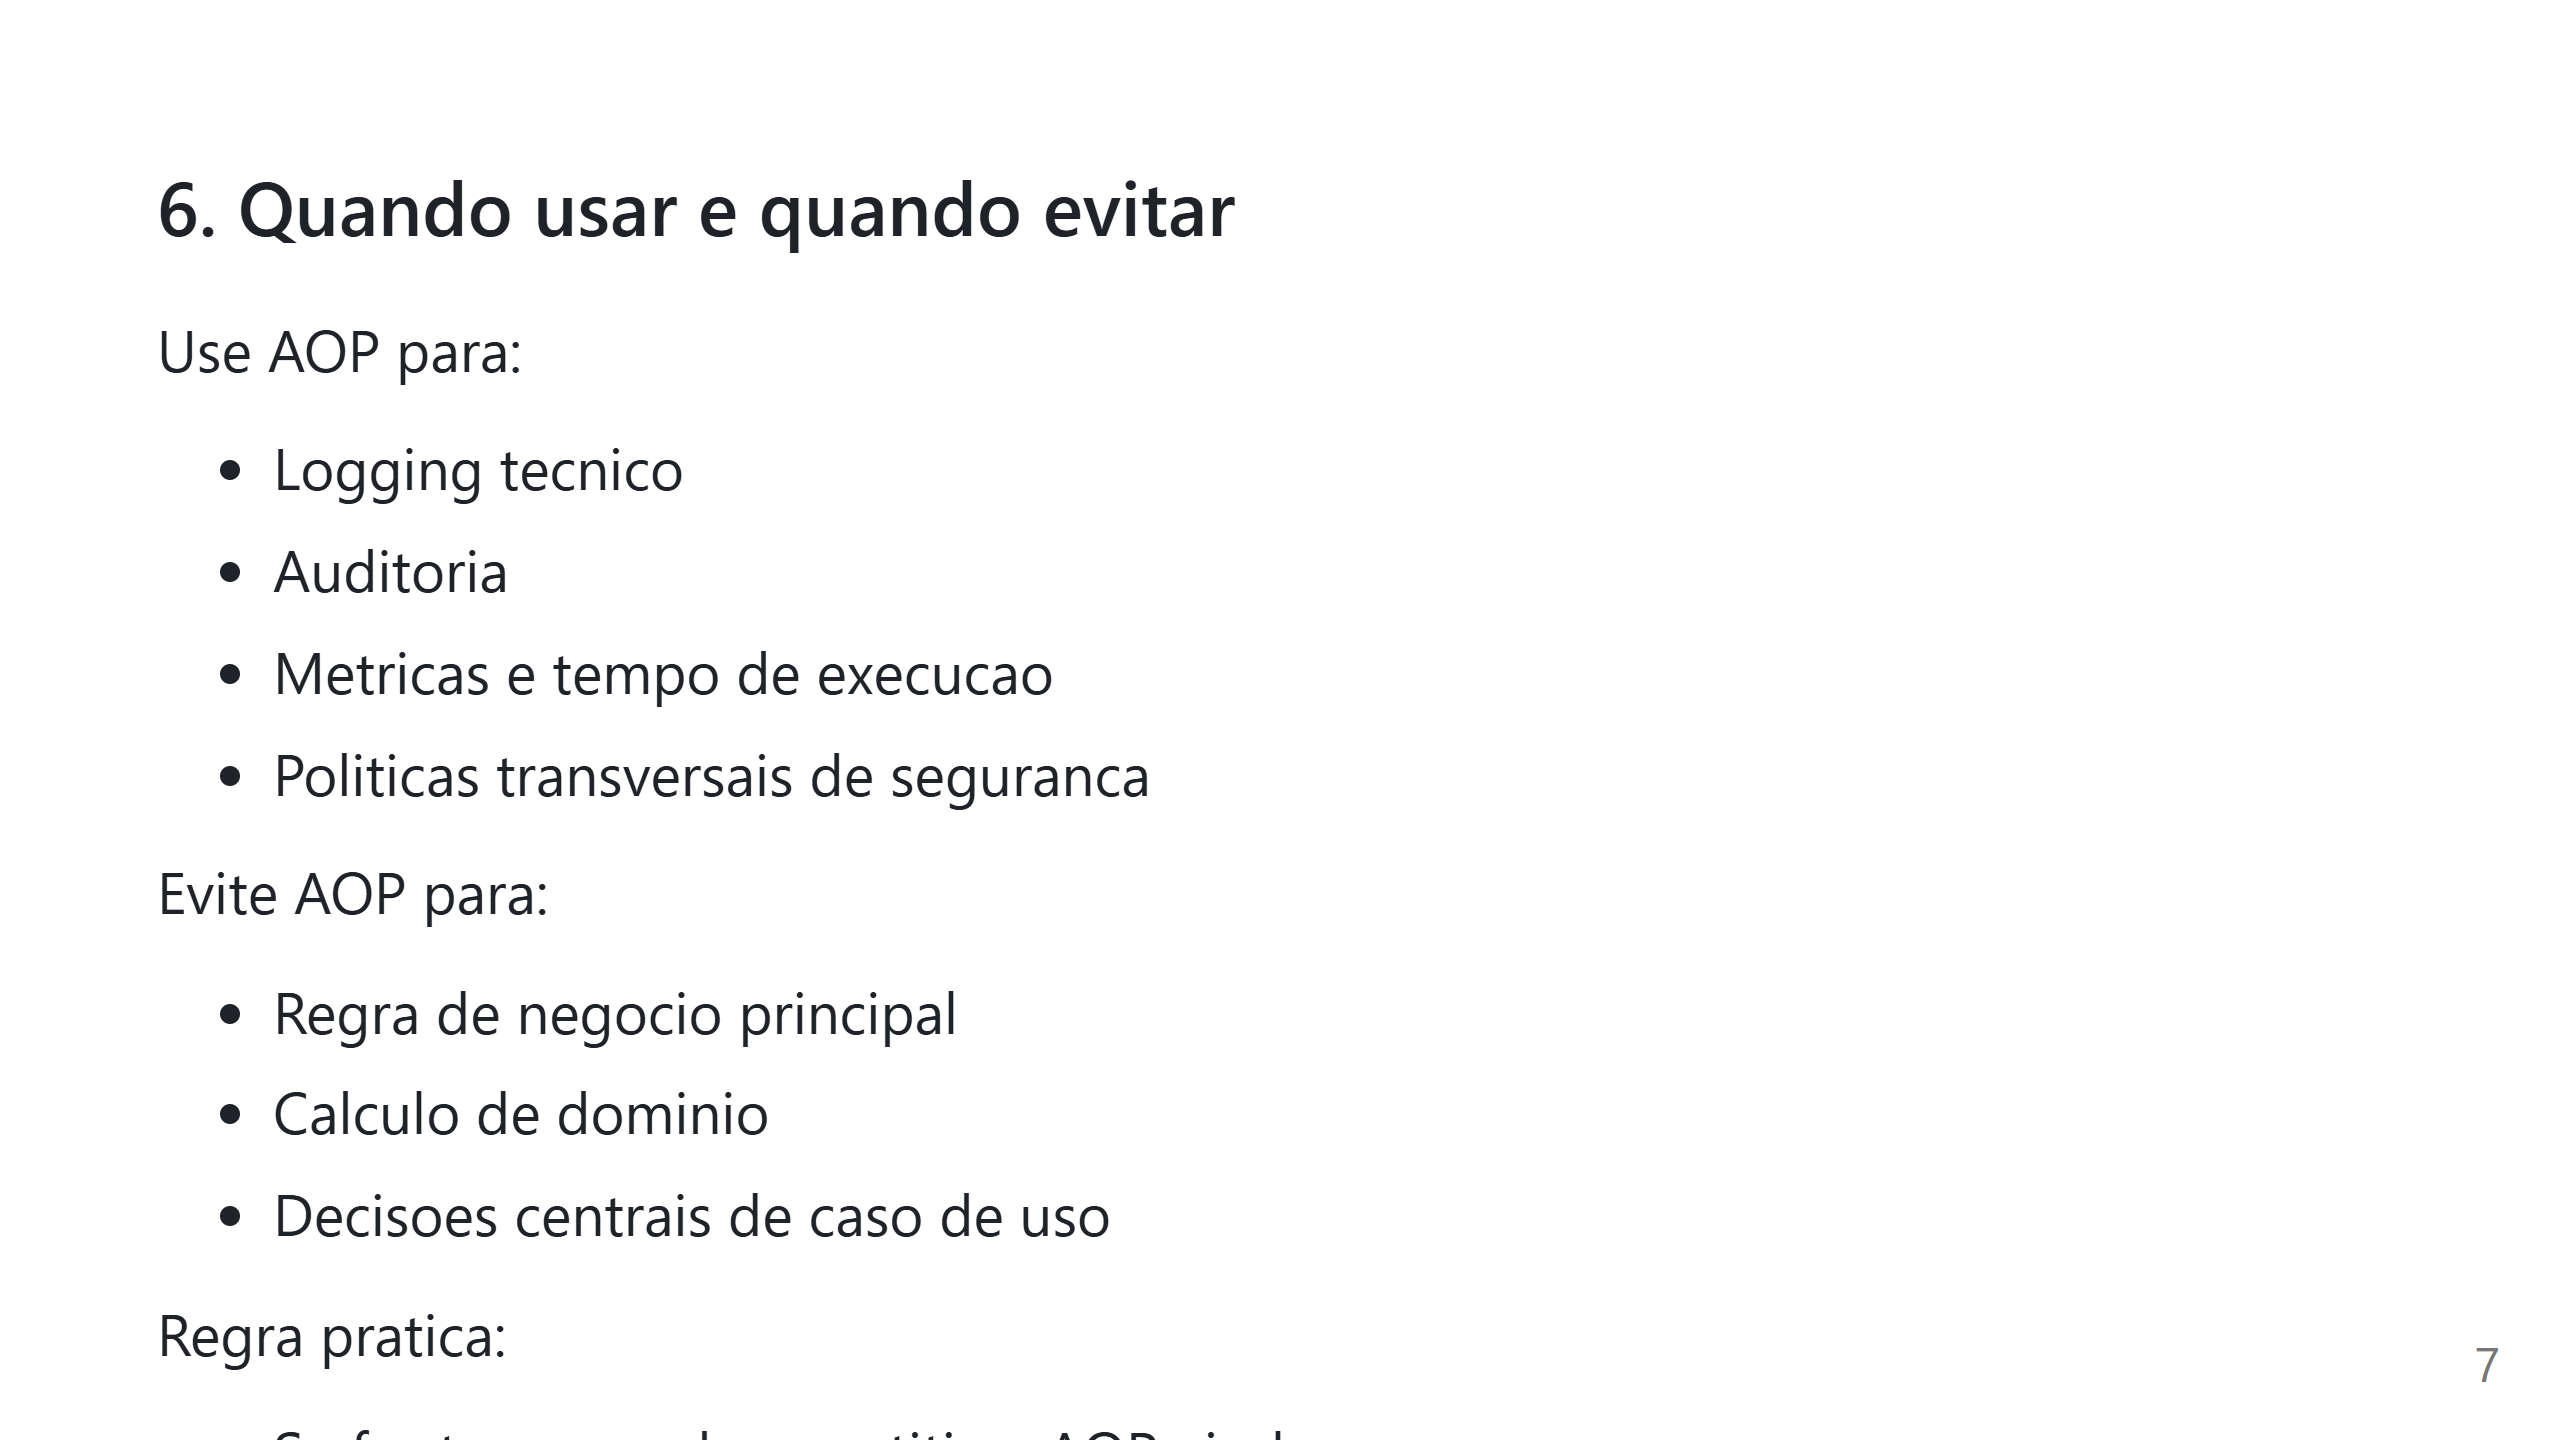 6. Quando usar e quando evitar
Use AOP para:
• Logging tecnico
• Auditoria
• Metricas e tempo de execucao
• Politicas transversais de seguranca
Evite AOP para:
• Regra de negocio principal
• Calculo de dominio
• Decisoes centrais de caso de uso
Regra pratica:
7